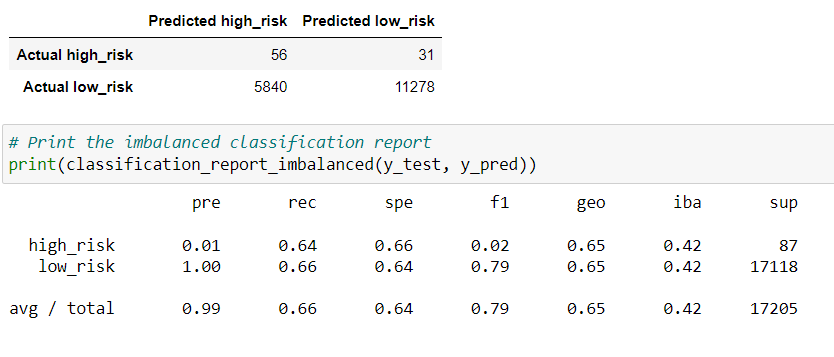 Predicted high_risk Predicted low_risk
Actual high_risk 56 31
Actual low_risk 5840 11278
# Print the imbalanced classification report
print(classification_report_imbalanced(y_test, y_pred))
pre rec spe f1 geo iba sup
high_risk 0.01 0.64 0.66 0.02 0.65 0.42 87
low_risk 1.00 0.66 0.64 0.79 0.65 0.42 17118
avg / total 0.99 0.66 0.64 0.79 0.65 0.42 17205